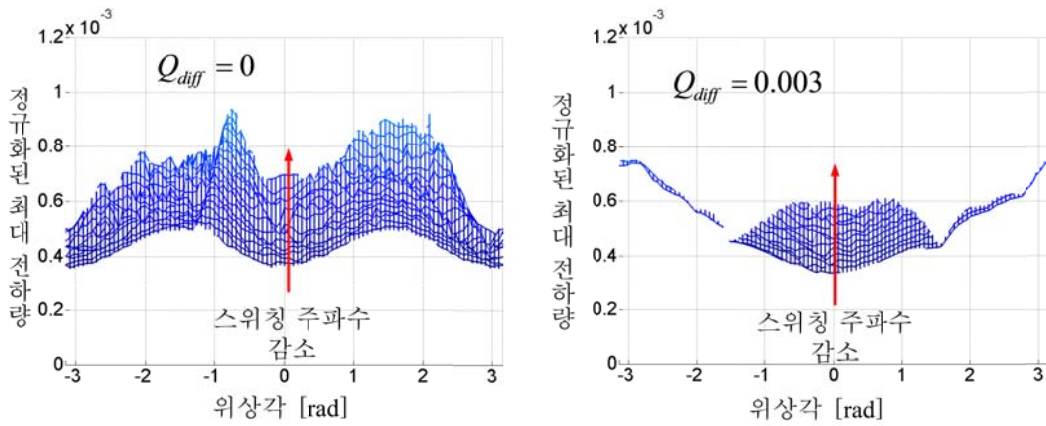 1.2 x 10⁻³
Q_diff = 0
1
0.8
0.6
0.4
0.2
0
정규화된 최대 전하량
스위칭 주파수
감소
-3 -2 -1 0 1 2 3
위상각 [rad]
1.2 x 10⁻³
Q_diff = 0.003
1
0.8
0.6
0.4
0.2
0
정규화된 최대 전하량
스위칭 주파수
감소
-3 -2 -1 0 1 2 3
위상각 [rad]